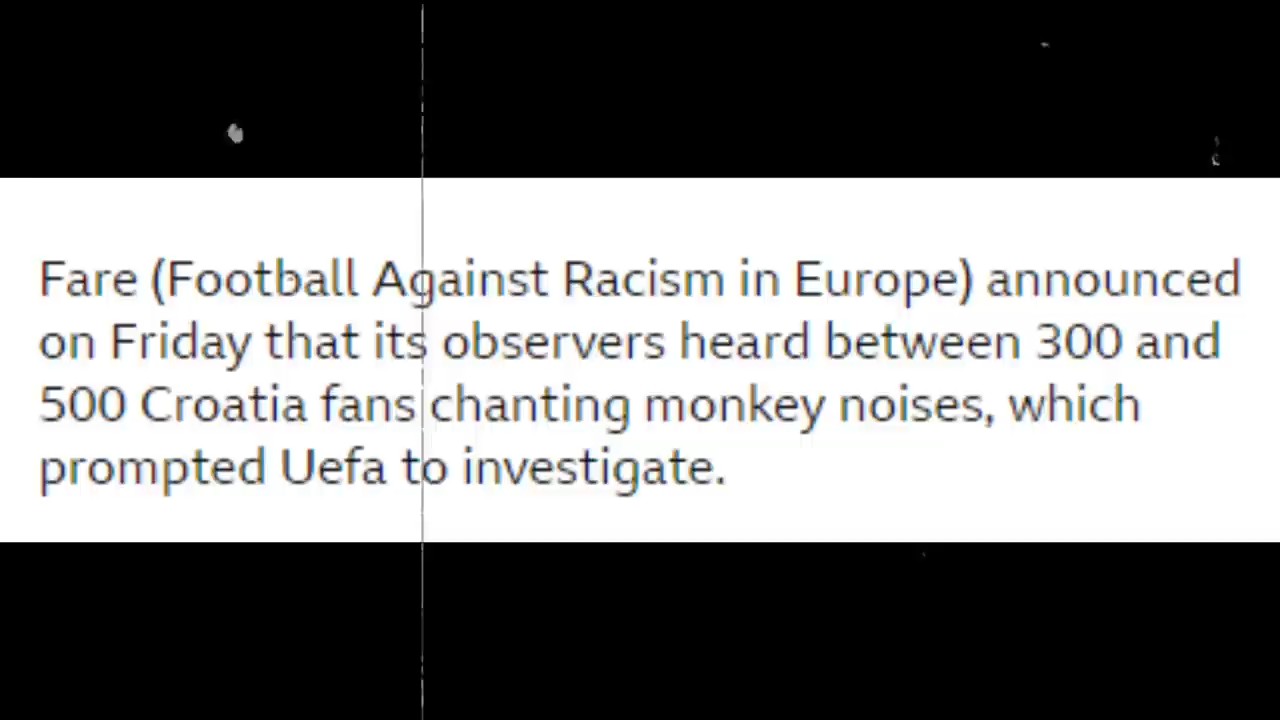 Fare (Football Against Racism in Europe) announced
on Friday that its observers heard between 300 and
500 Croatia fans chanting monkey noises, which
prompted Uefa to investigate.